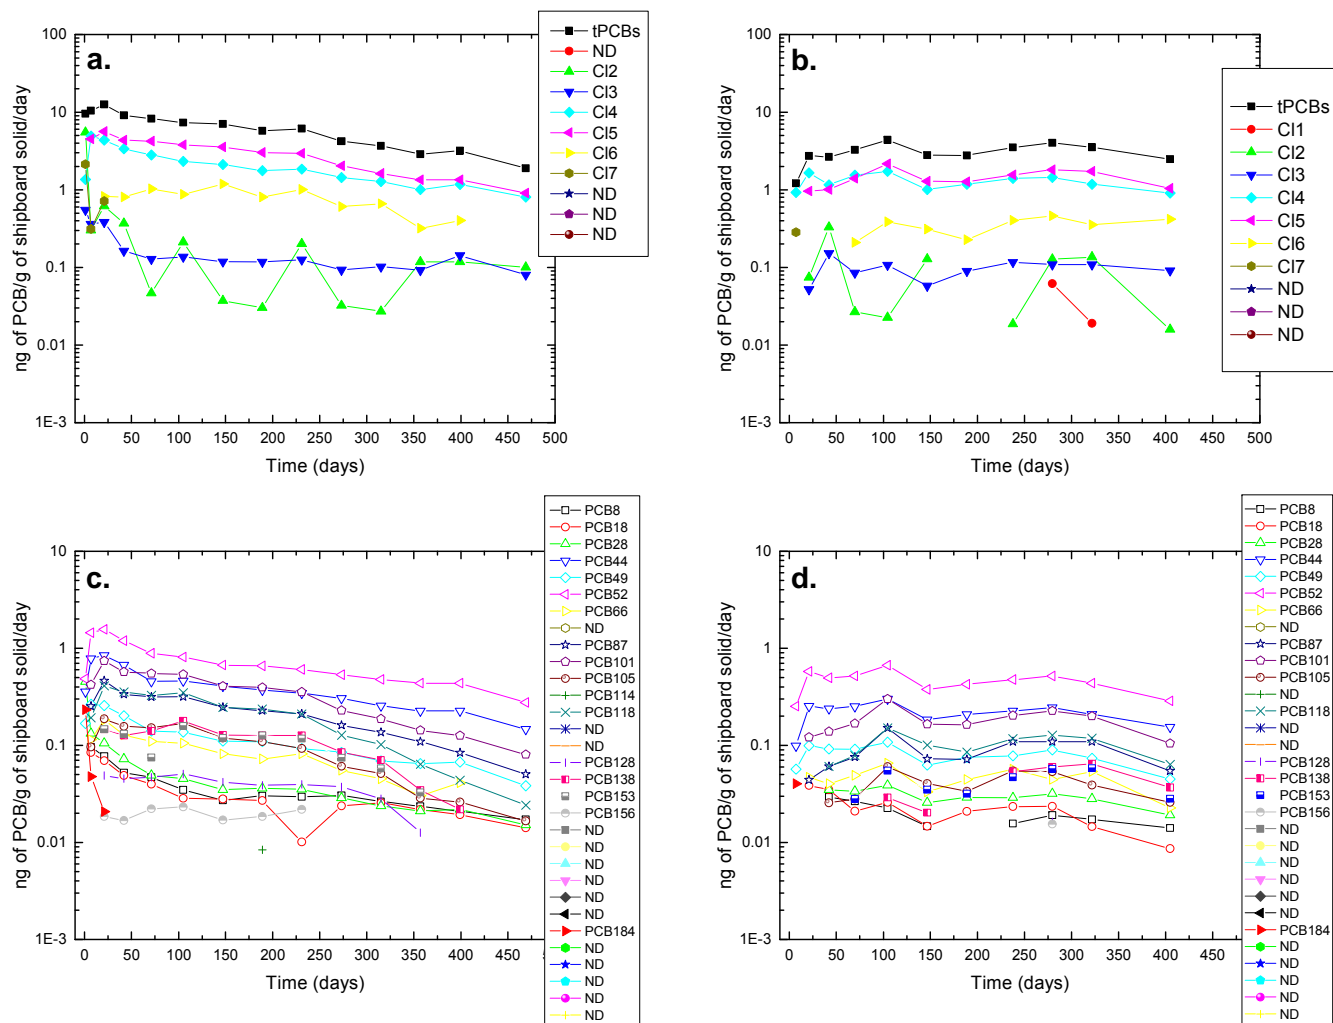 a.
ng of PCB/g of shipboard solid/day
100
10
1
0.1
0.01
1E-3
0 50 100 150 200 250 300 350 400 450 500
Time (days)
tPCBs
ND
Cl2
Cl3
Cl4
Cl5
Cl6
Cl7
ND
ND
ND
b.
ng of PCB/g of shipboard solid/day
100
10
1
0.1
0.01
1E-3
0 50 100 150 200 250 300 350 400 450 500
Time (days)
tPCBs
Cl1
Cl2
Cl3
Cl4
Cl5
Cl6
Cl7
ND
ND
ND
c.
ng of PCB/g of shipboard solid/day
10
1
0.1
0.01
1E-3
0 50 100 150 200 250 300 350 400 450
Time (days)
PCB8
PCB18
PCB28
PCB44
PCB49
PCB52
PCB66
ND
PCB87
PCB101
PCB105
PCB114
PCB118
ND
ND
PCB128
PCB138
PCB153
PCB156
ND
ND
ND
ND
ND
ND
PCB184
ND
ND
ND
ND
ND
d.
ng of PCB/g of shipboard solid/day
10
1
0.1
0.01
1E-3
0 50 100 150 200 250 300 350 400 450
Time (days)
PCB8
PCB18
PCB28
PCB44
PCB49
PCB52
PCB66
ND
PCB87
PCB101
PCB105
ND
PCB118
ND
ND
PCB128
PCB138
PCB153
PCB156
ND
ND
ND
ND
ND
ND
PCB184
ND
ND
ND
ND
ND